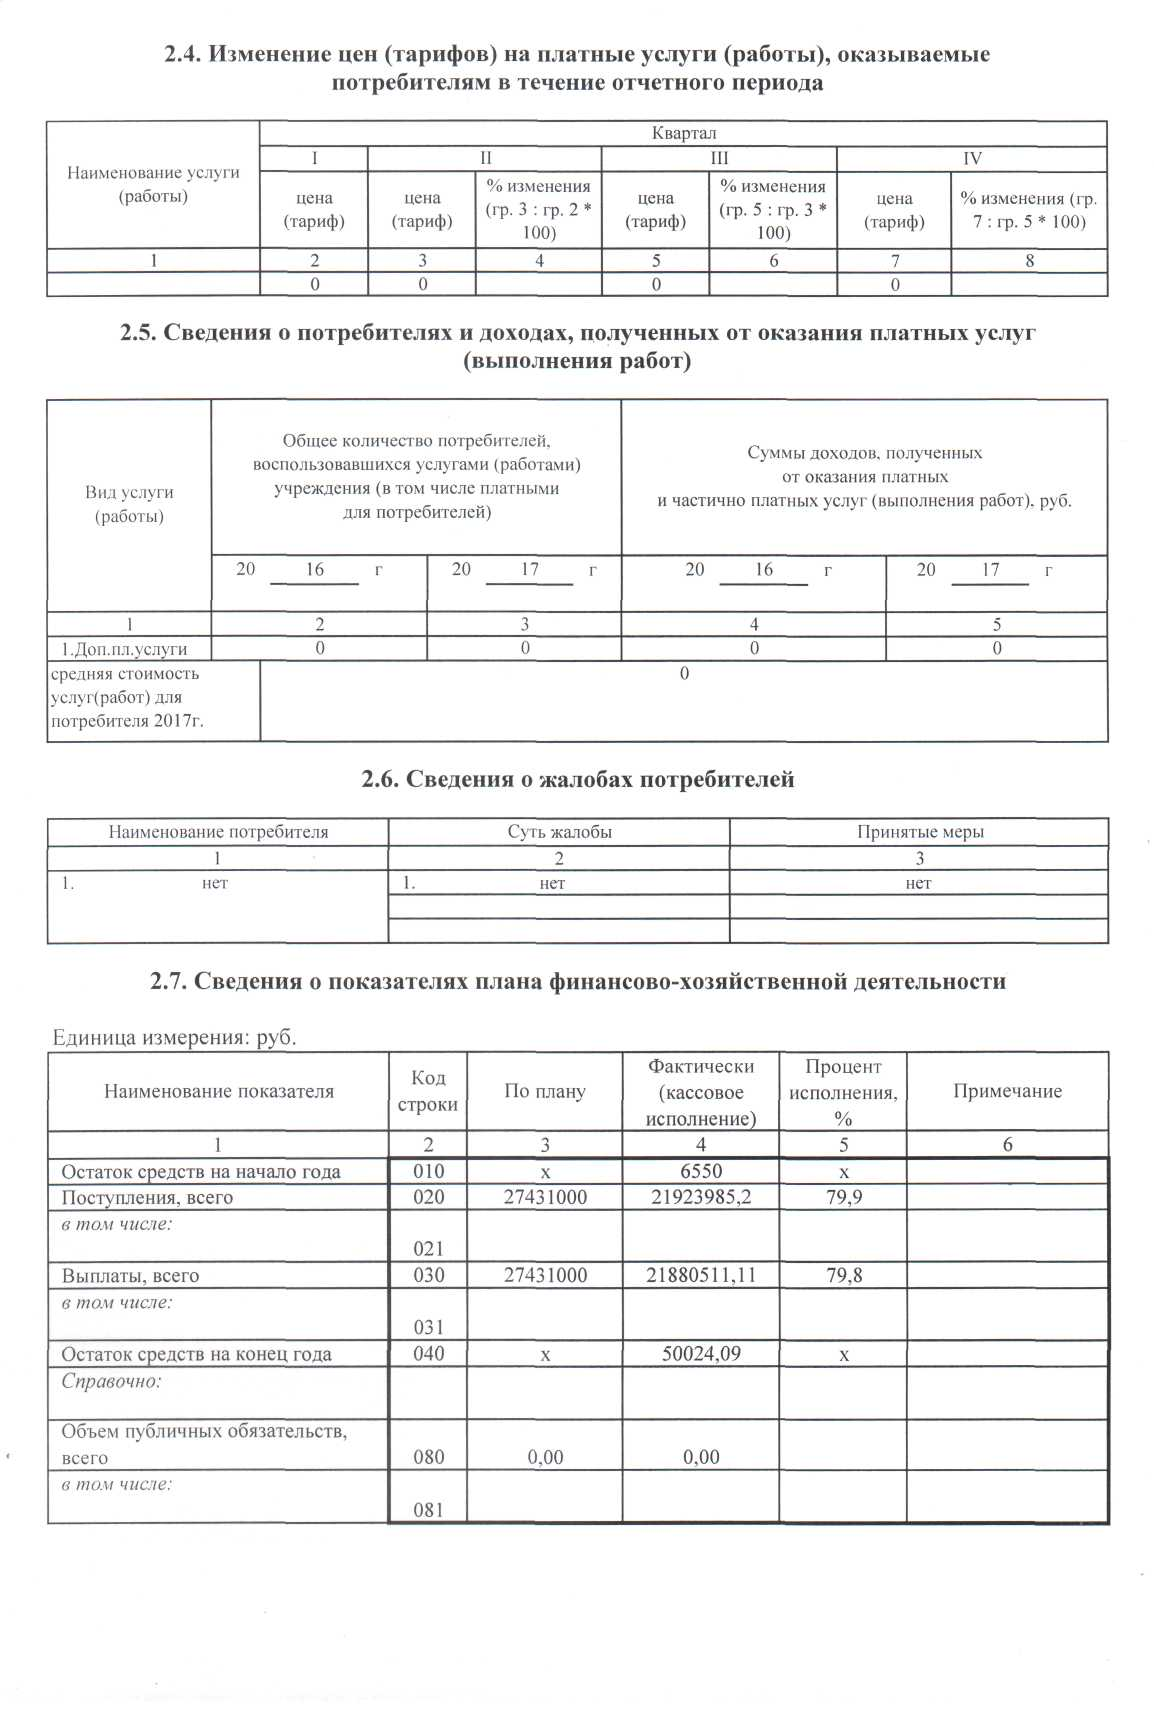 2.4. Изменение цен (тарифов) на платные услуги (работы), оказываемые
потребителям в течение отчетного периода
Наименование услуги
(работы)
Квартал
I II III IV
цена
(тариф)
цена
(тариф)
% изменения
(гр. 3 : гр. 2 *
100)
цена
(тариф)
% изменения
(гр. 5 : гр. 3 *
100)
цена
(тариф)
% изменения (гр.
7 : гр. 5 * 100)
1 2 3 4 5 6 7 8
0 0 0 0
2.5. Сведения о потребителях и доходах, полученных от оказания платных услуг
(выполнения работ)
Вид услуги
(работы)
Общее количество потребителей,
воспользовавшихся услугами (работами)
учреждения (в том числе платными
для потребителей)
Суммы доходов, полученных
от оказания платных
и частично платных услуг (выполнения работ), руб.
20 16 г 20 17 г 20 16 г 20 17 г
1 2 3 4 5
1.Доп.пл.услуги 0 0 0 0
средняя стоимость
услуг(работ) для
потребителя 2017г.
0
2.6. Сведения о жалобах потребителей
Наименование потребителя Суть жалобы Принятые меры
1 2 3
1. нет 1. нет нет
2.7. Сведения о показателях плана финансово-хозяйственной деятельности
Единица измерения: руб.
Наименование показателя
Код
строки
По плану
Фактически
(кассовое
исполнение)
Процент
исполнения,
%
Примечание
1 2 3 4 5 6
Остаток средств на начало года 010 х 6550 х
Поступления, всего 020 27431000 21923985,2 79,9
в том числе:
021
Выплаты, всего 030 27431000 21880511,11 79,8
в том числе:
031
Остаток средств на конец года 040 х 50024,09 х
Справочно:
Объем публичных обязательств,
всего 080 0,00 0,00
в том числе:
081